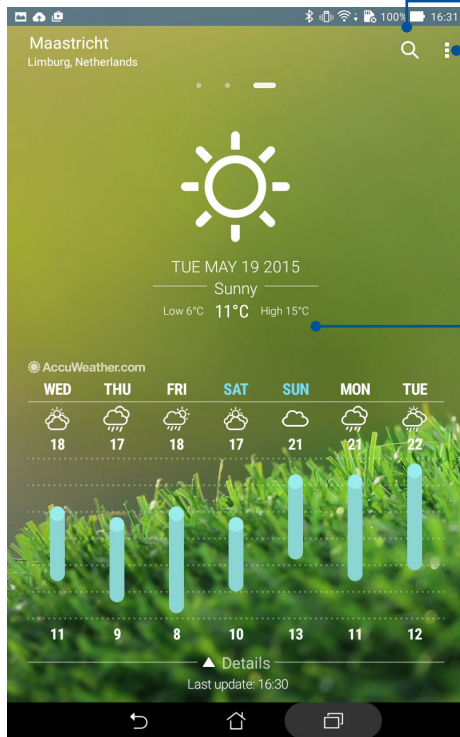 100% 16:31
Maastricht
Limburg, Netherlands
TUE MAY 19 2015
Sunny
Low 6°C 11°C High 15°C
AccuWeather.com
WED THU FRI SAT SUN MON TUE
18 17 18 17 21 21 22
11 9 8 10 13 11 12
Details
Last update: 16:30